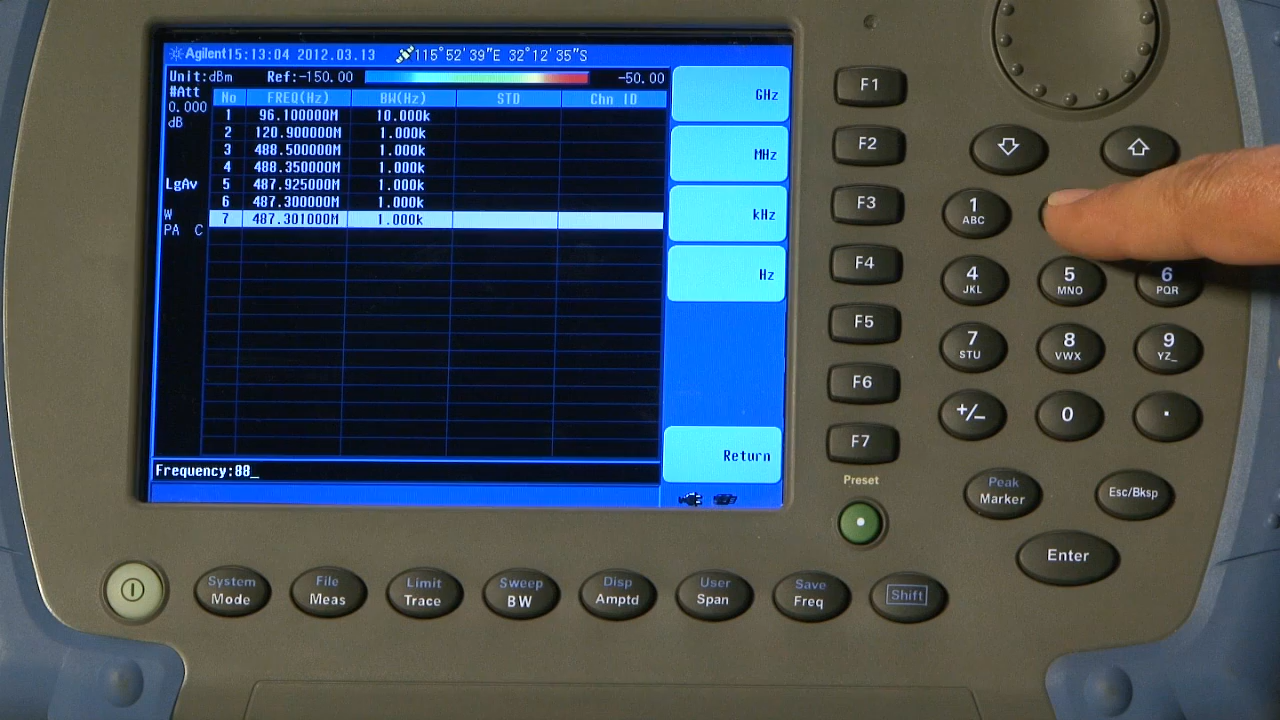 Agilent 15:13:04 2012.03.13 115°52'39"E 32°12'35"S
Unit:dBm Ref:-150.00 -50.00
#Att
0.000
dB
LgAv
W
PA C
No FREQ(Hz) BW(Hz) STD Chn ID
1 96.100000M 10.000k
2 120.900000M 1.000k
3 488.500000M 1.000k
4 488.350000M 1.000k
5 487.925000M 1.000k
6 487.300000M 1.000k
7 487.301000M 1.000k
Frequency:88_
GHz
MHz
kHz
Hz
Return
F1
F2
F3
F4
F5
F6
F7
Preset
1
ABC
4
JKL
5
MNO
6
PQR
7
STU
8
VWX
9
YZ_
+/-
0
.
Peak
Marker
Esc/Bksp
Enter
System
Mode
File
Meas
Limit
Trace
Sweep
BW
Disp
Amptd
User
Span
Save
Freq
Shift